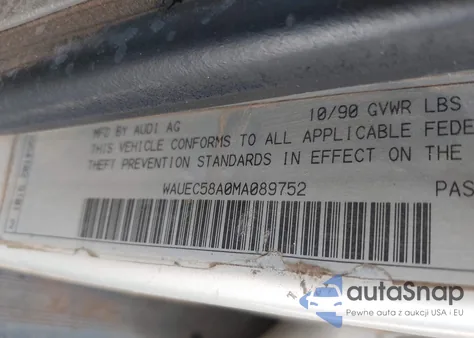 MFD BY AUDI AG 10/90 GVWR LBS
THIS VEHICLE CONFORMS TO ALL APPLICABLE FEDE
THEFT PREVENTION STANDARDS IN EFFECT ON THE
WAUEC58A0MA089752 PAS
autoSnap
Pewne auta z aukcji USA i EU